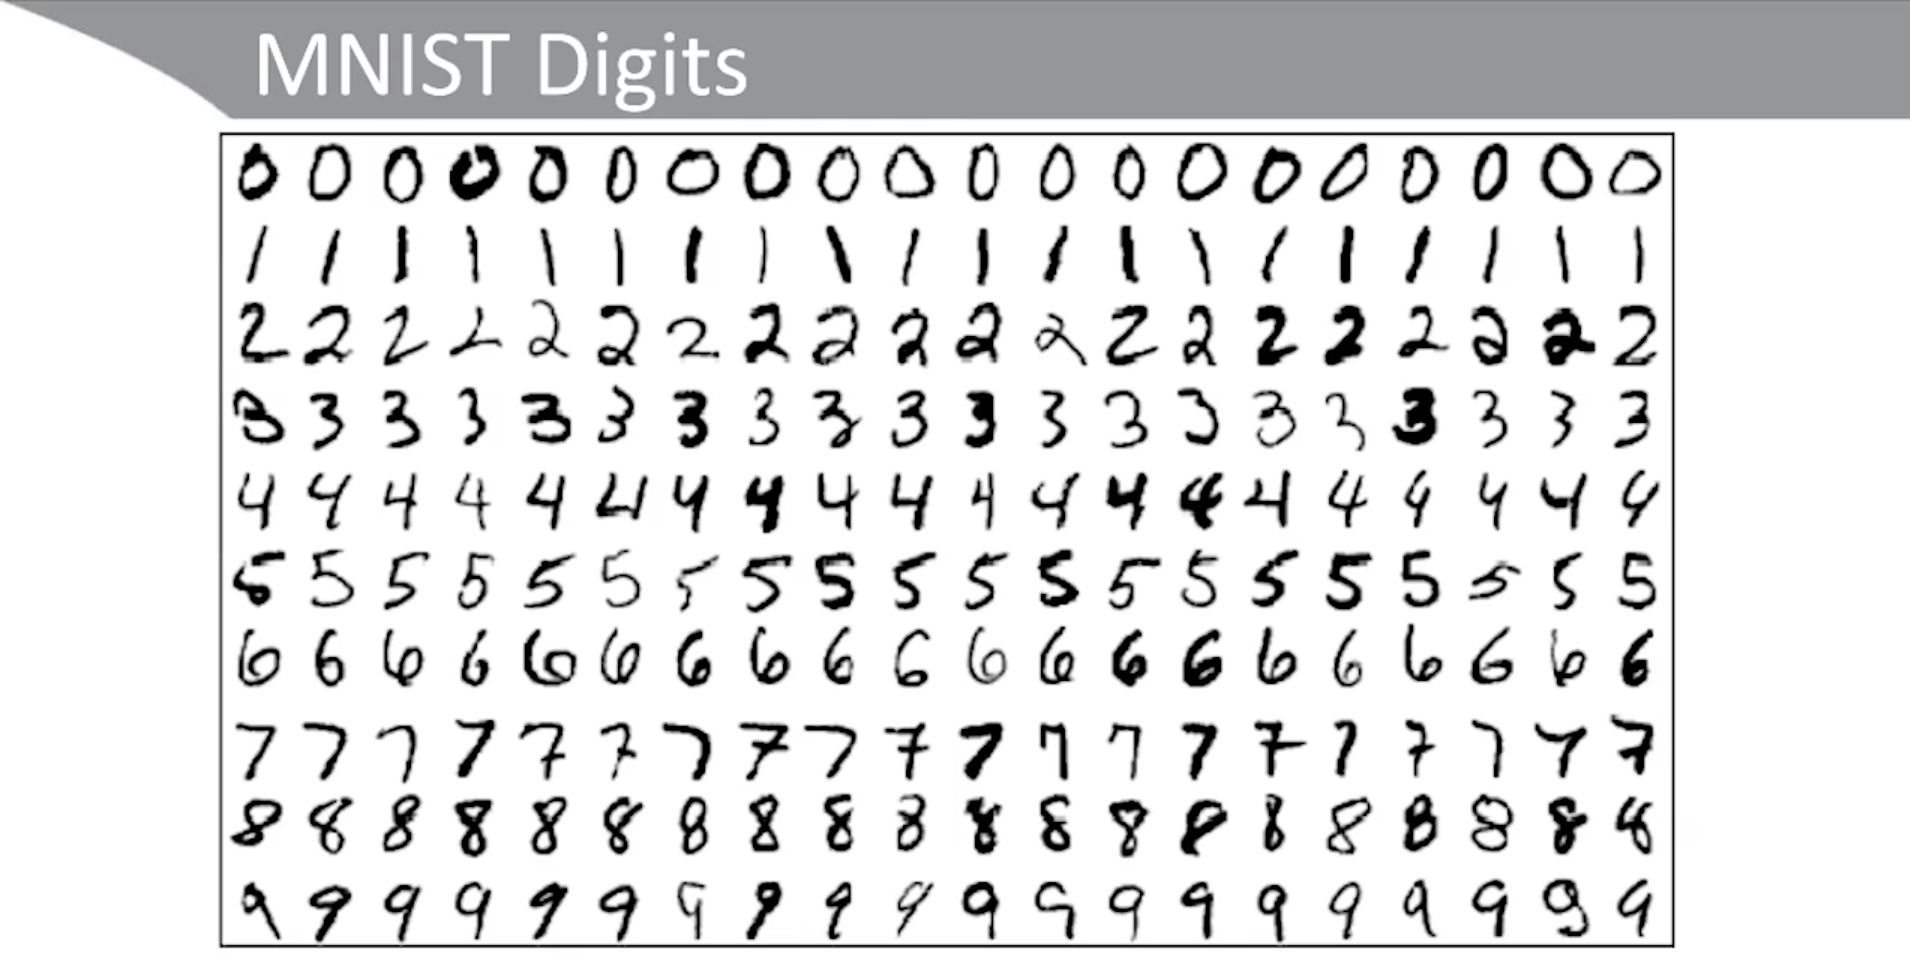 MNIST Digits
0 0 0 0 0 0 0 0 0 0 0 0 0 0 0 0 0 0 0 0
1 1 1 1 1 1 1 1 1 1 1 1 1 1 1 1 1 1 1 1
2 2 2 2 2 2 2 2 2 2 2 2 2 2 2 2 2 2 2 2
3 3 3 3 3 3 3 3 3 3 3 3 3 3 3 3 3 3 3 3
4 4 4 4 4 4 4 4 4 4 4 4 4 4 4 4 4 4 4 4
5 5 5 5 5 5 5 5 5 5 5 5 5 5 5 5 5 5 5 5
6 6 6 6 6 6 6 6 6 6 6 6 6 6 6 6 6 6 6 6
7 7 7 7 7 7 7 7 7 7 7 7 7 7 7 7 7 7 7 7
8 8 8 8 8 8 8 8 8 8 8 8 8 8 8 8 8 8 8 8
9 9 9 9 9 9 9 9 9 9 9 9 9 9 9 9 9 9 9 9